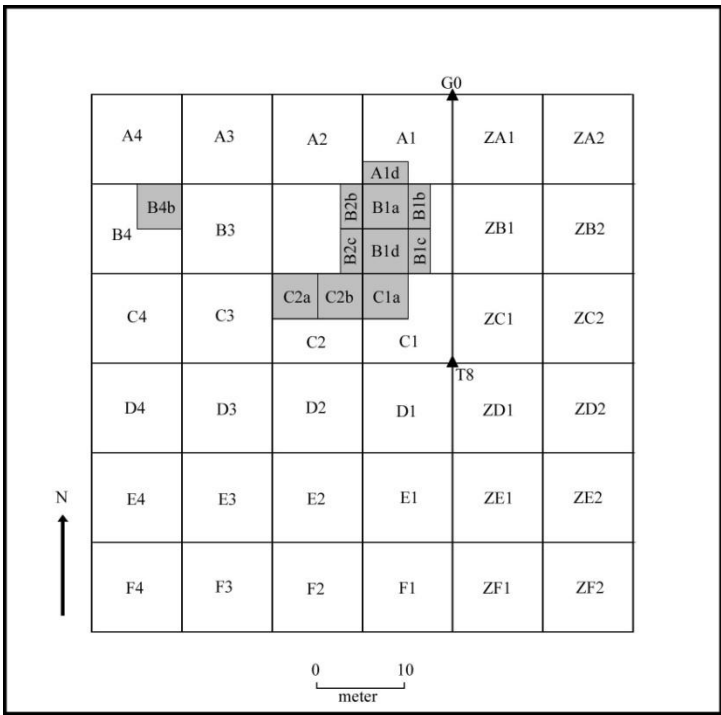 G0
A4 A3 A2 A1 ZA1 ZA2
A1d
B4b B2b B1a B1b
B4 B3 ZB1 ZB2
B2c B1d B1c
C2a C2b C1a
C4 C3 ZC1 ZC2
C2 C1
T8
D4 D3 D2 D1 ZD1 ZD2
N
E4 E3 E2 E1 ZE1 ZE2
F4 F3 F2 F1 ZF1 ZF2
0 10
meter